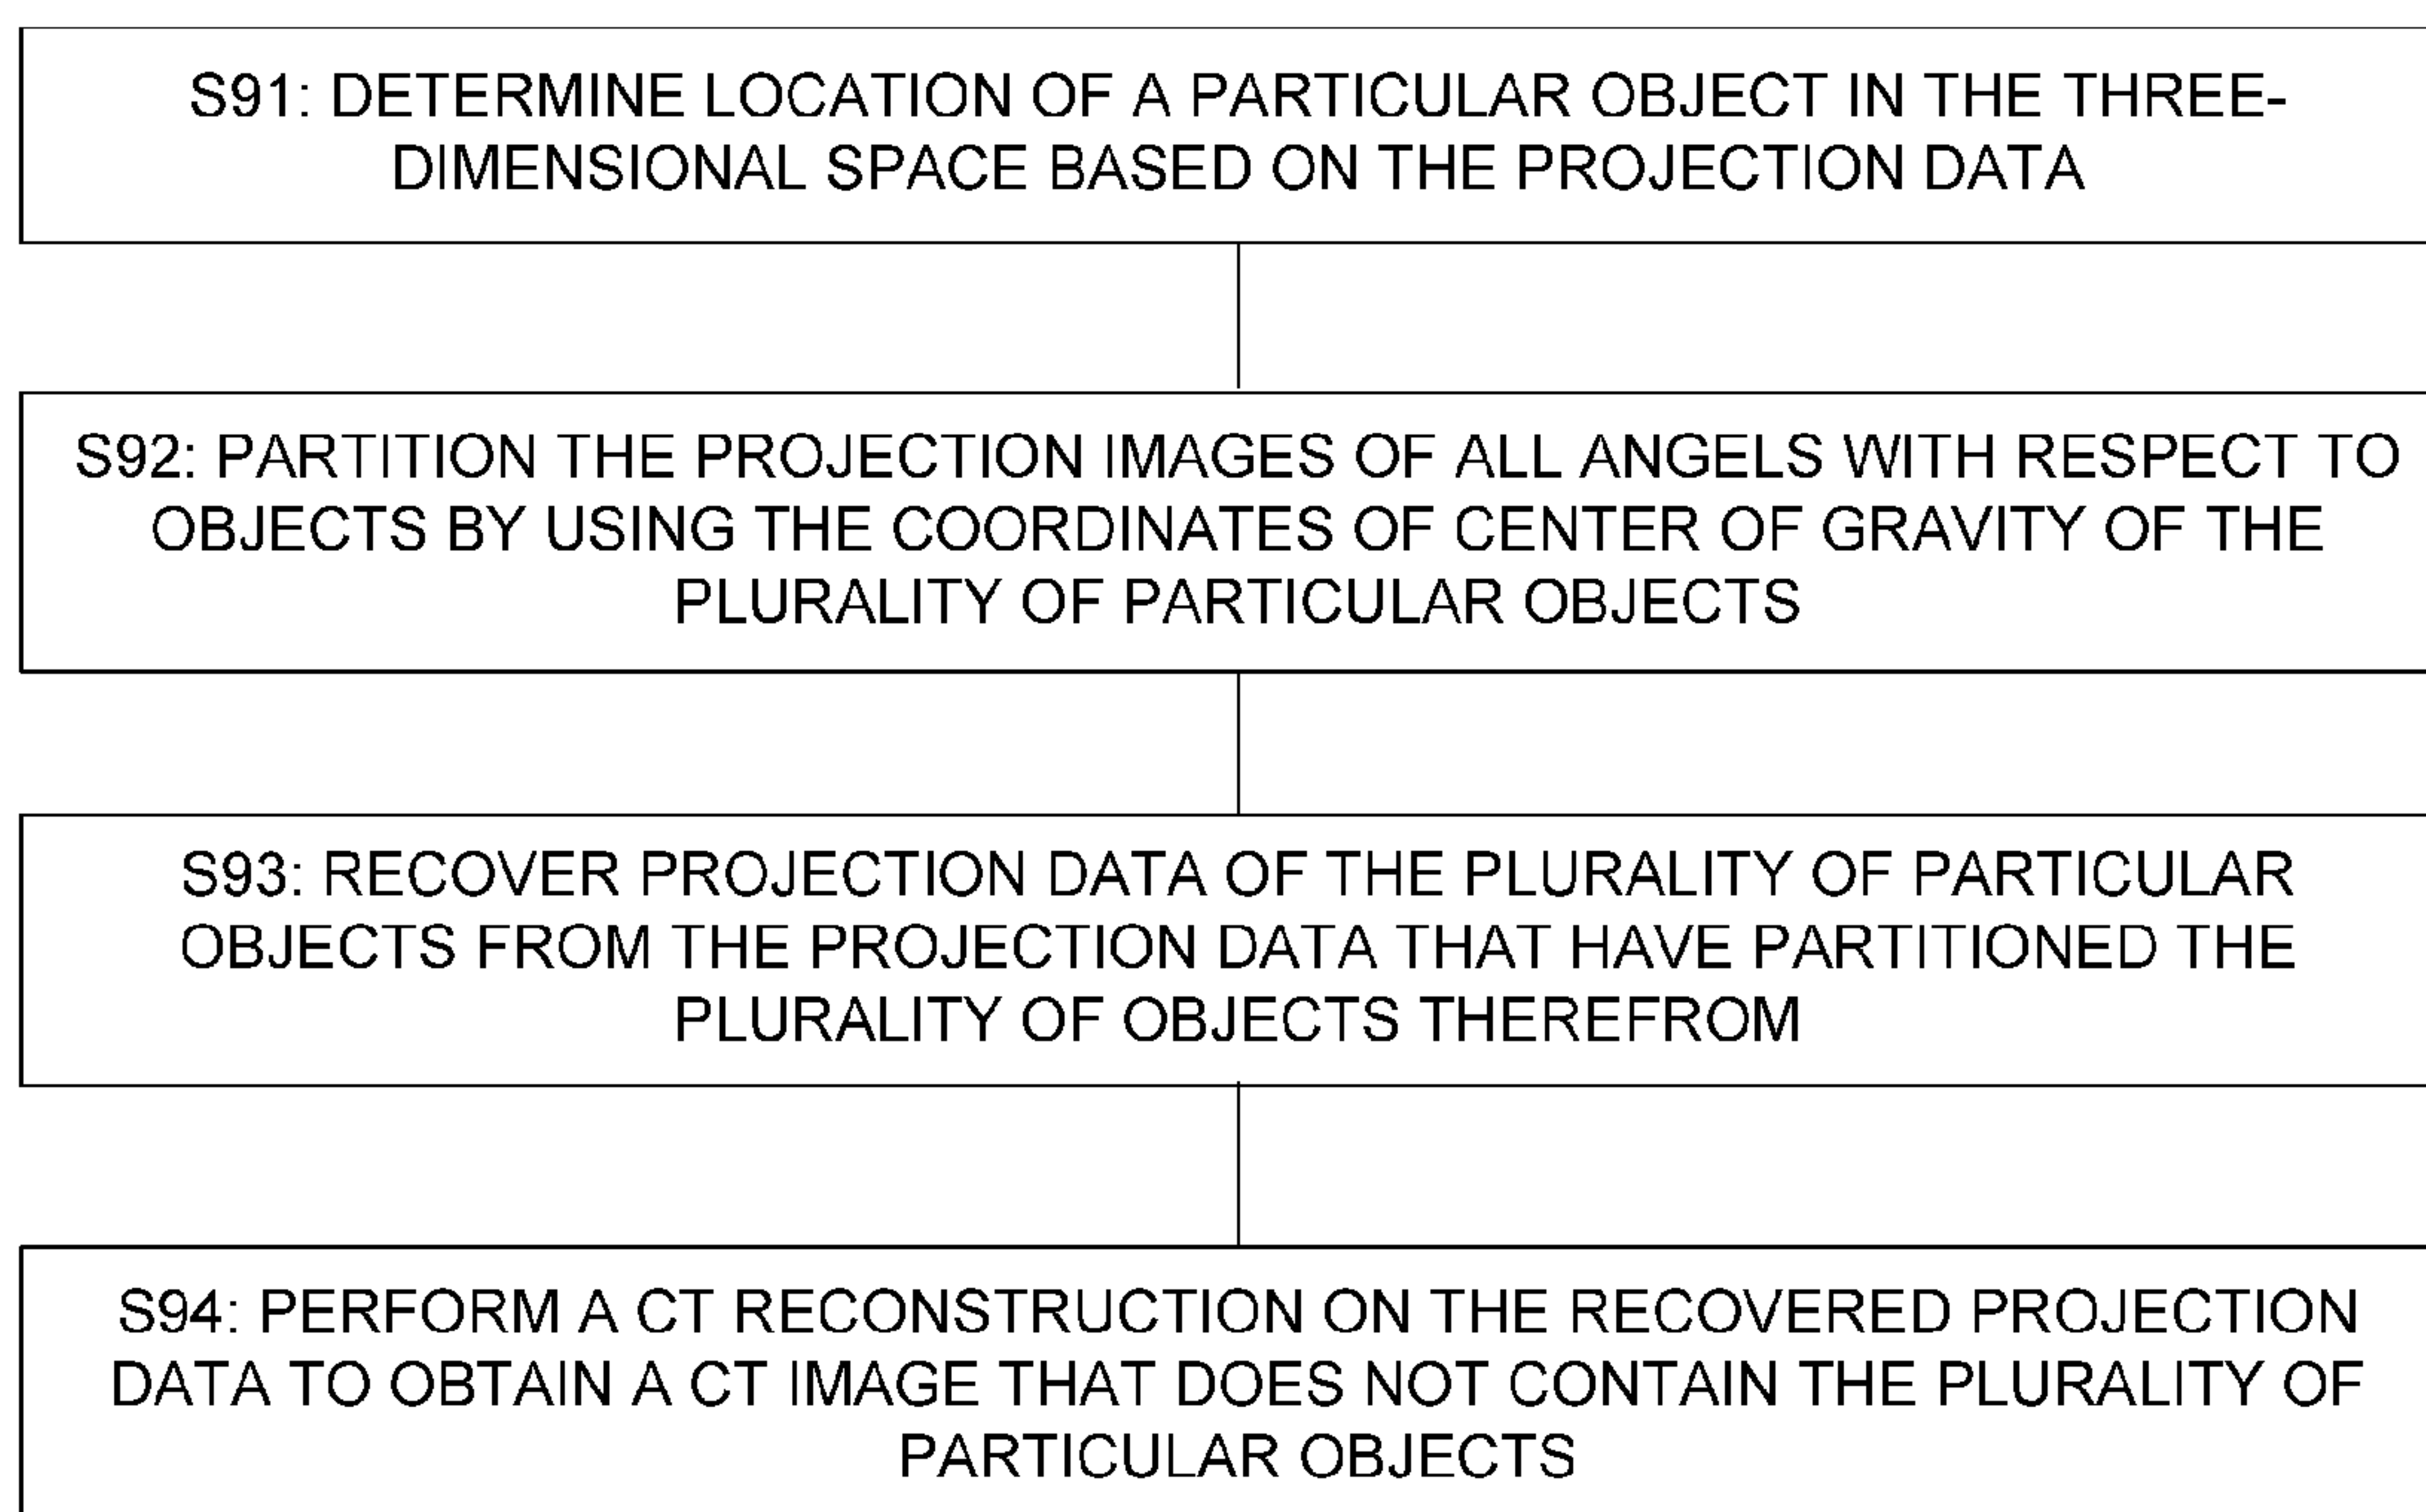 S91: DETERMINE LOCATION OF A PARTICULAR OBJECT IN THE THREE-
DIMENSIONAL SPACE BASED ON THE PROJECTION DATA
S92: PARTITION THE PROJECTION IMAGES OF ALL ANGELS WITH RESPECT TO
OBJECTS BY USING THE COORDINATES OF CENTER OF GRAVITY OF THE
PLURALITY OF PARTICULAR OBJECTS
S93: RECOVER PROJECTION DATA OF THE PLURALITY OF PARTICULAR
OBJECTS FROM THE PROJECTION DATA THAT HAVE PARTITIONED THE
PLURALITY OF OBJECTS THEREFROM
S94: PERFORM A CT RECONSTRUCTION ON THE RECOVERED PROJECTION
DATA TO OBTAIN A CT IMAGE THAT DOES NOT CONTAIN THE PLURALITY OF
PARTICULAR OBJECTS